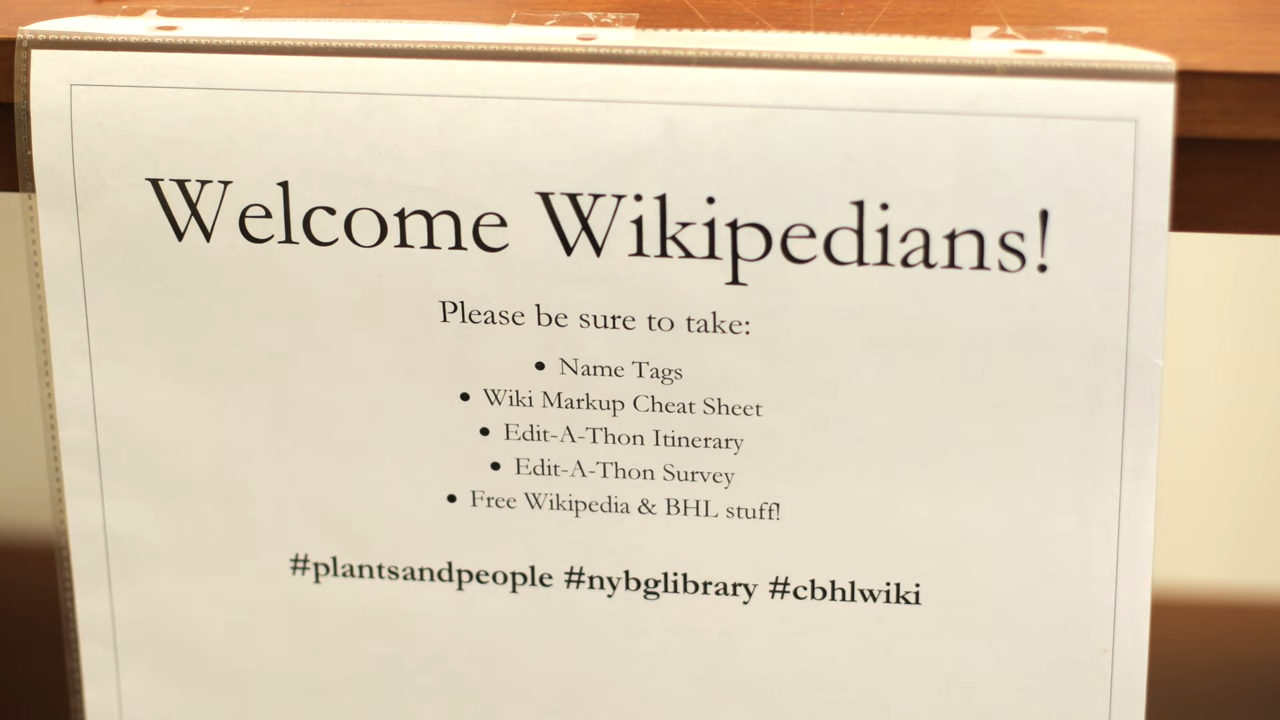 Welcome Wikipedians!
Please be sure to take:
• Name Tags
• Wiki Markup Cheat Sheet
• Edit-A-Thon Itinerary
• Edit-A-Thon Survey
• Free Wikipedia & BHL stuff!
#plantsandpeople #nybglibrary #cbhlwiki